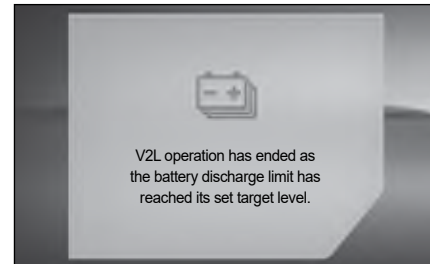 V2L operation has ended as
the battery discharge limit has
reached its set target level.